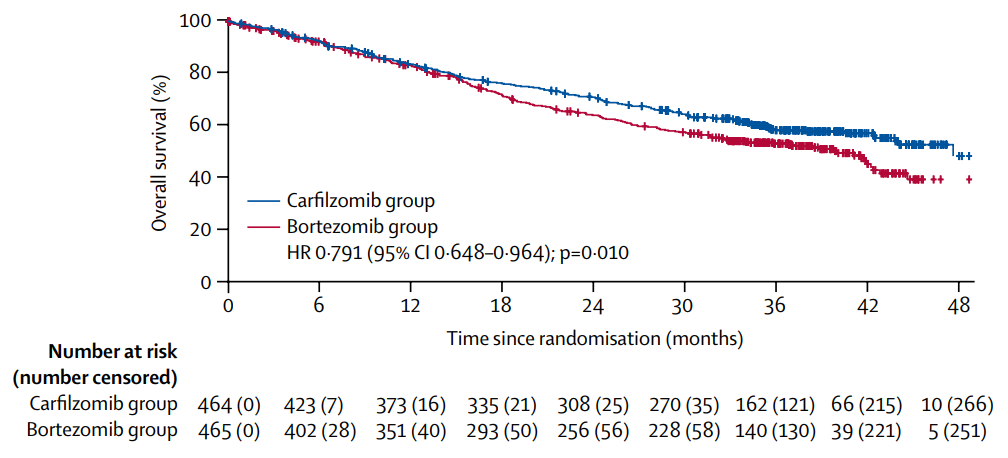 100
80
60
40
20
0
Overall survival (%)
Carfilzomib group
Bortezomib group
HR 0·791 (95% CI 0·648–0·964); p=0·010
0 6 12 18 24 30 36 42 48
Time since randomisation (months)
Number at risk
(number censored)
Carfilzomib group 464 (0) 423 (7) 373 (16) 335 (21) 308 (25) 270 (35) 162 (121) 66 (215) 10 (266)
Bortezomib group 465 (0) 402 (28) 351 (40) 293 (50) 256 (56) 228 (58) 140 (130) 39 (221) 5 (251)